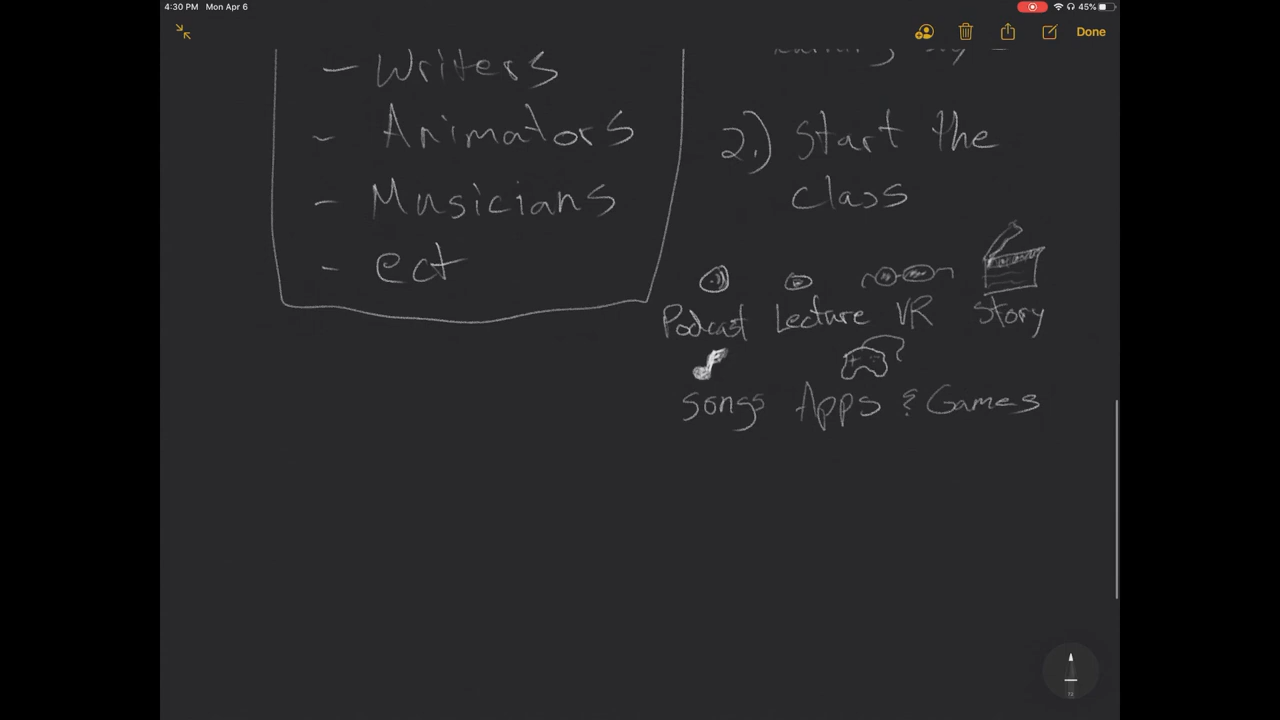 4:30 PM Mon Apr 6
45%
Done
- Writers
- Animators
- Musicians
- ect
2.) Start the
class
Podcast Lecture VR Story
Songs Apps & Games